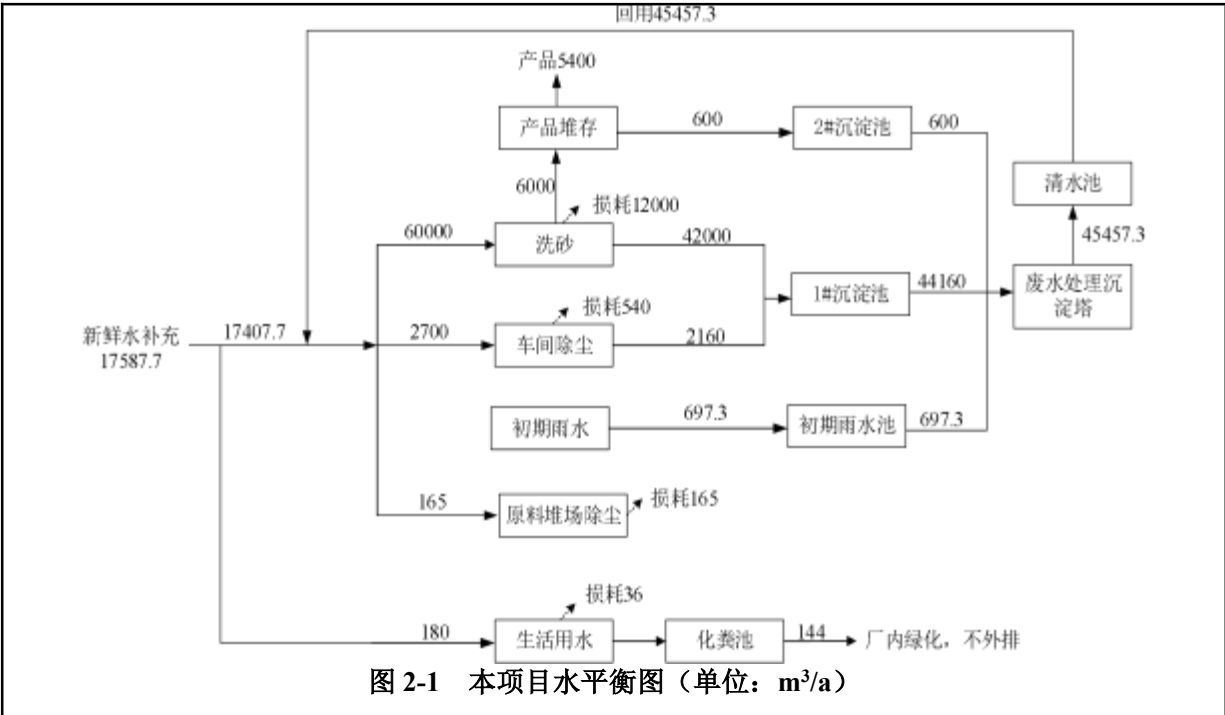 回用45457.3
产品5400
产品堆存
600
2#沉淀池
600
6000
清水池
损耗12000
60000
洗砂
42000
45457.3
1#沉淀池
44160
废水处理沉
淀塔
损耗540
新鲜水补充
17587.7
17407.7
2700
车间除尘
2160
初期雨水
697.3
初期雨水池
697.3
165
原料堆场除尘
损耗165
损耗36
180
生活用水
化粪池
144
厂内绿化，不外排
图 2-1 本项目水平衡图（单位：m³/a）